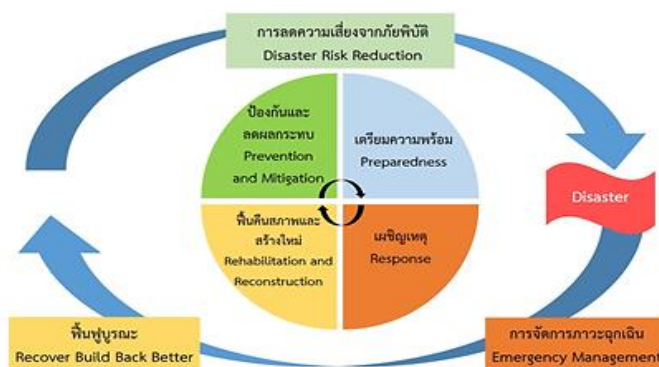 การลดความเสี่ยงจากภัยพิบัติ
Disaster Risk Reduction
ป้องกันและ
ลดผลกระทบ
Prevention
and Mitigation
เตรียมความพร้อม
Preparedness
Disaster
ฟื้นคืนสภาพและ
สร้างใหม่
Rehabilitation and
Reconstruction
เผชิญเหตุ
Response
ฟื้นฟูบูรณะ
Recover Build Back Better
การจัดการภาวะฉุกเฉิน
Emergency Management